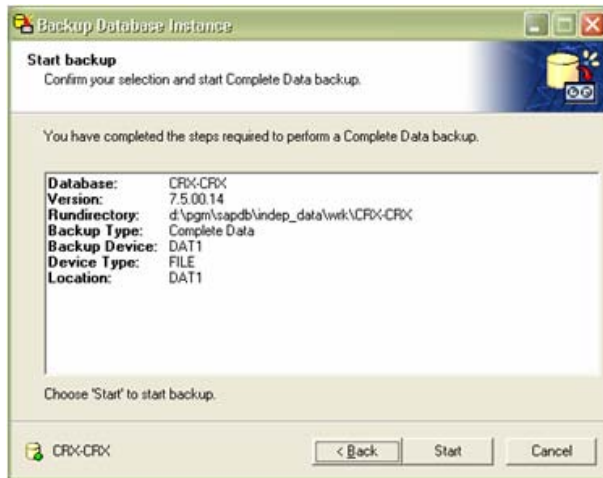 Backup Database Instance
Start backup
Confirm your selection and start Complete Data backup.
You have completed the steps required to perform a Complete Data backup.
Database: CRX-CRX
Version: 7.5.00.14
Rundirectory: d:\pgm\sapdb\indep_data\wrk\CRX-CRX
Backup Type: Complete Data
Backup Device: DAT1
Device Type: FILE
Location: DAT1
Choose 'Start' to start backup.
CRX-CRX
< Back Start Cancel